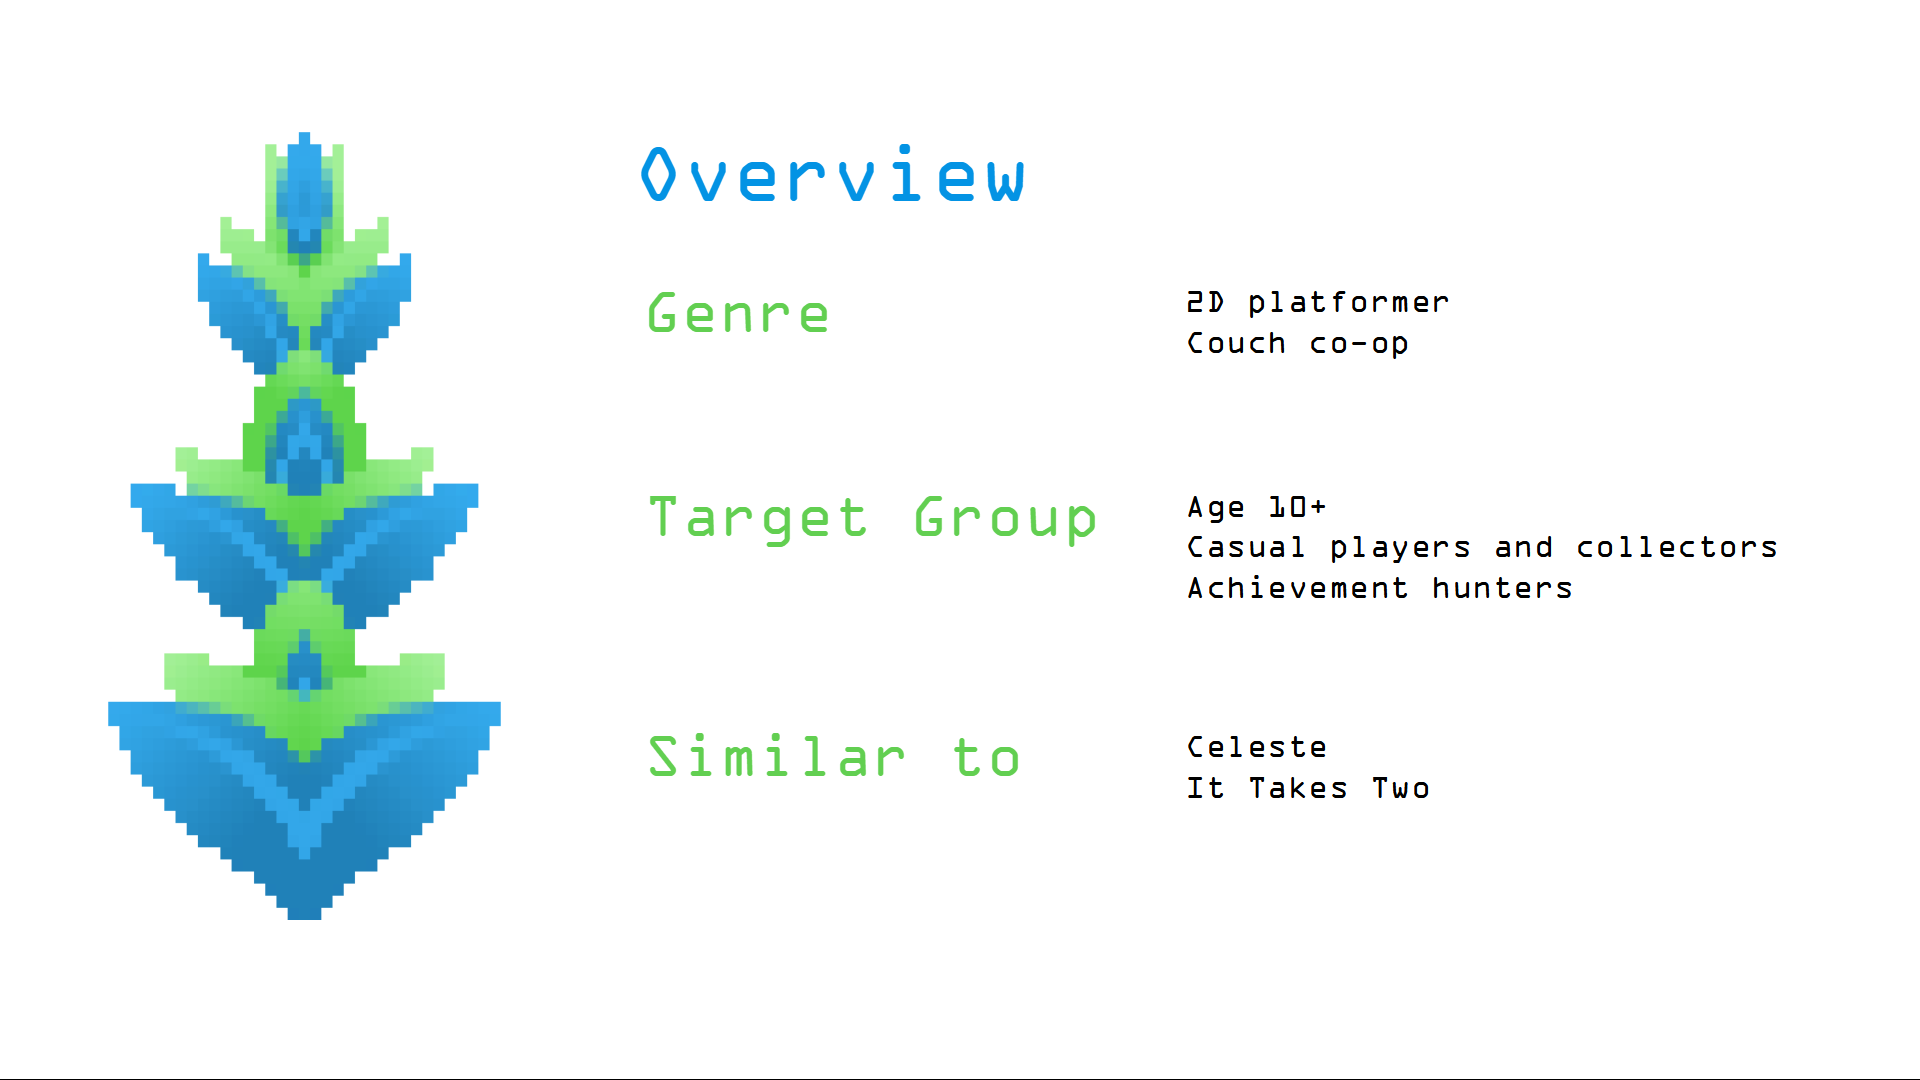 Overview
Genre
2D platformer
Couch co-op
Target Group
Age 10+
Casual players and collectors
Achievement hunters
Similar to
Celeste
It Takes Two